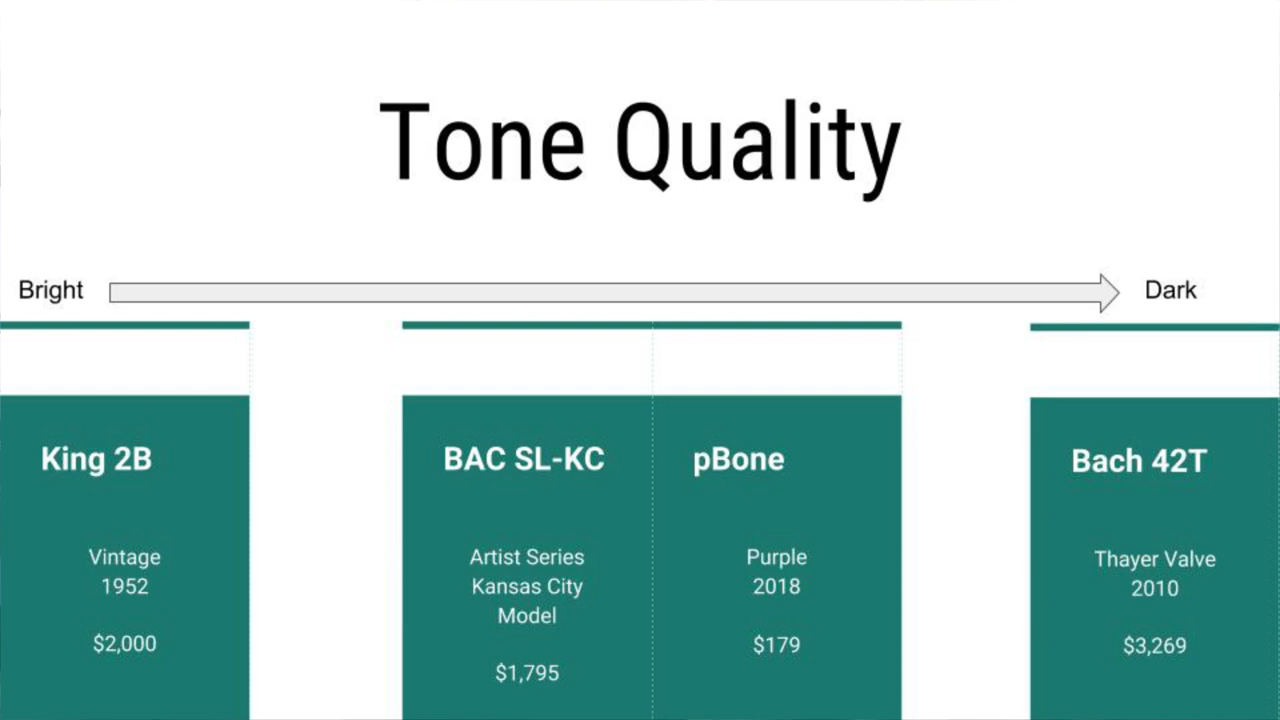 Tone Quality
Bright
Dark
King 2B
Vintage
1952
$2,000
BAC SL-KC
Artist Series
Kansas City
Model
$1,795
pBone
Purple
2018
$179
Bach 42T
Thayer Valve
2010
$3,269